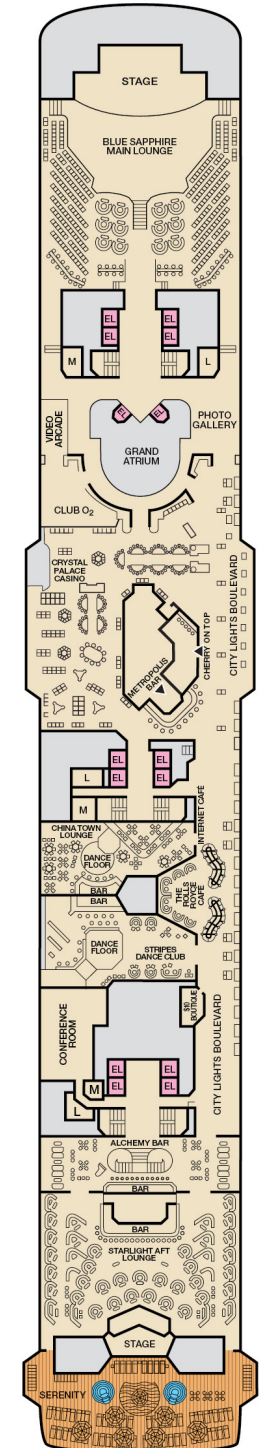 STAGE
BLUE SAPPHIRE
MAIN LOUNGE
EL
EL
EL
EL
M
L
EL
EL
VIDEO
ARCADE
PHOTO
GALLERY
GRAND
ATRIUM
CLUB O2
CRYSTAL
PALACE
CASINO
CITY LIGHTS BOULEVARD
METROPOLIS
BAR
CHERRY ON TOP
EL
EL
EL
EL
L
M
INTERNET CAFÉ
CHINA TOWN
LOUNGE
DANCE
FLOOR
BAR
BAR
THE
ROLLS
ROYCE
CAFÉ
DANCE
FLOOR
STRIPES
DANCE CLUB
CONFERENCE
ROOM
$10
BOUTIQUE
CITY LIGHTS BOULEVARD
EL
EL
EL
EL
M
L
ALCHEMY BAR
BAR
BAR
STARLIGHT AFT
LOUNGE
STAGE
SERENITY